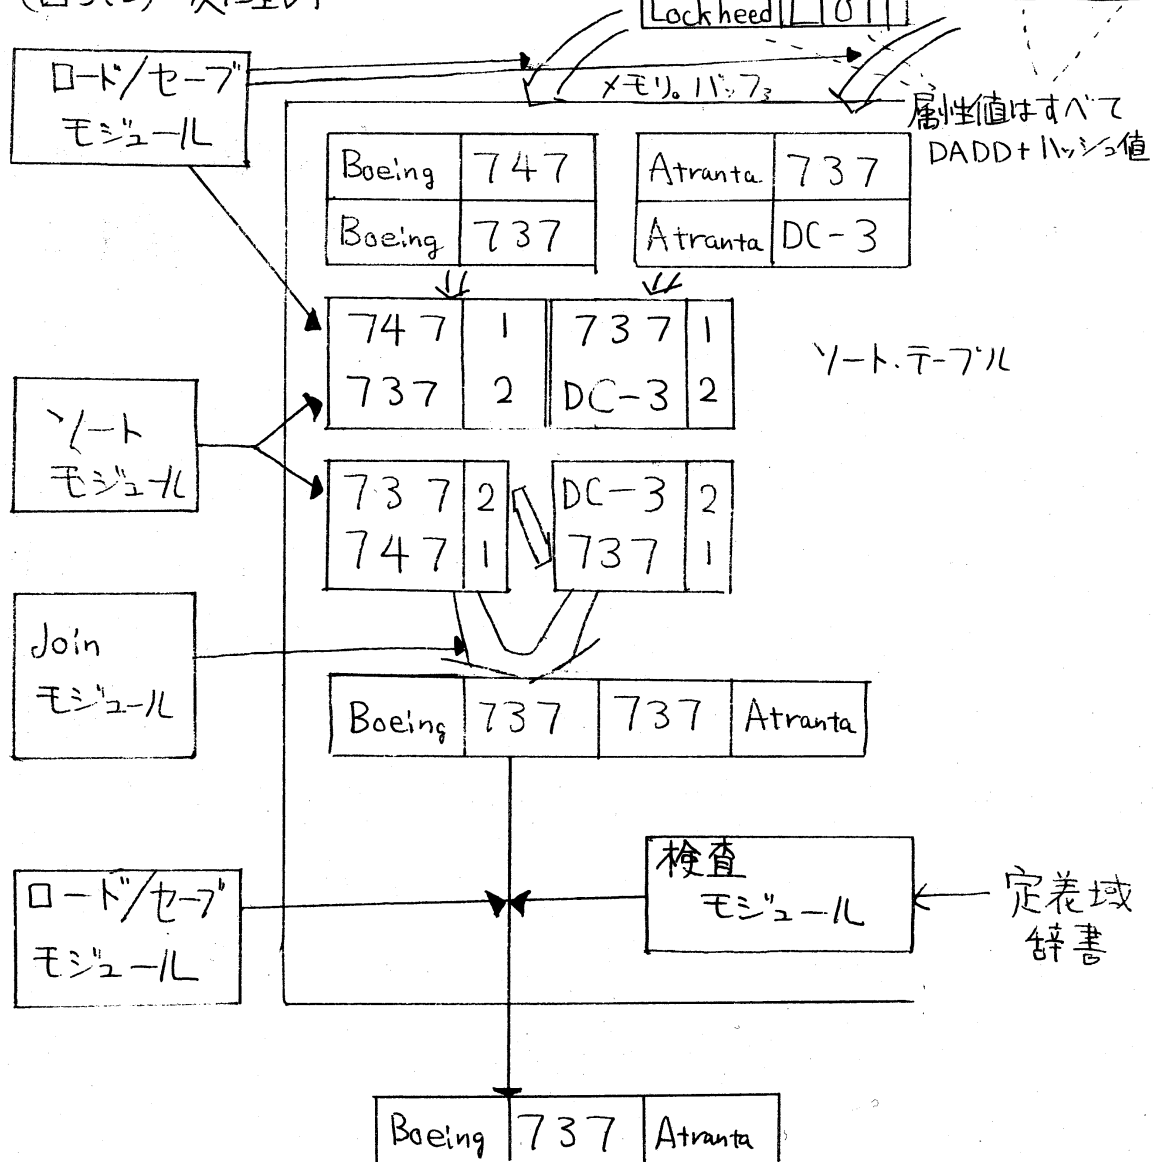 Lockheed L 011
ロード/セーブ
モジュール
メモリ。バッファ
属性値はすべて
DADD+ハッシュ値
Boeing 747
Boeing 737
Atranta 737
Atranta DC-3
747 1 737 1
737 2 DC-3 2
ソート.テーブル
ソート
モジュール
737 2 DC-3 2
747 1 737 1
Join
モジュール
Boeing 737 737 Atranta
ロード/セーブ
モジュール
検査
モジュール
定義域
辞書
Boeing 737 Atranta